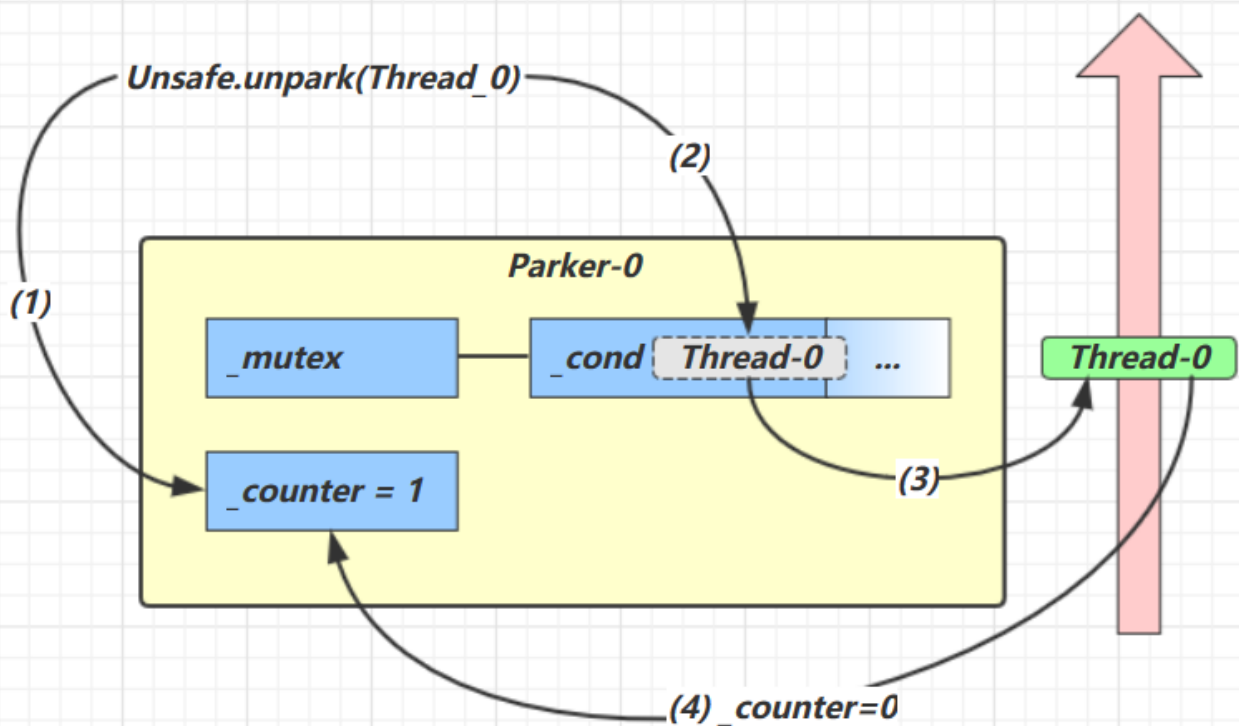 Unsafe.unpark(Thread_0)
(2)
Parker-0
(1)
_mutex
_cond
Thread-0
...
Thread-0
_counter = 1
(3)
(4) _counter=0